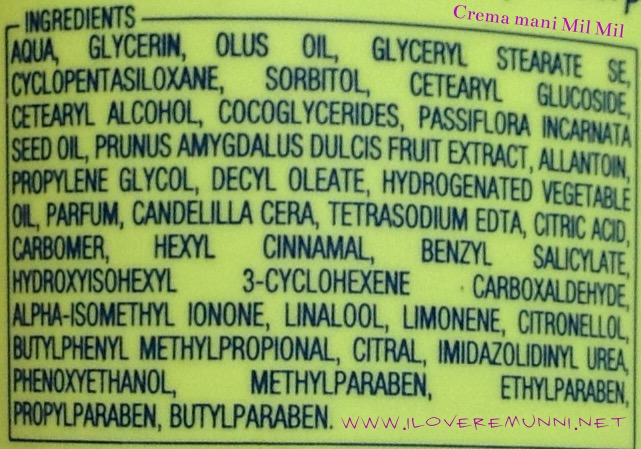 Crema mani Mil Mil
INGREDIENTS
AQUA, GLYCERIN, OLUS OIL, GLYCERYL STEARATE SE,
CYCLOPENTASILOXANE, SORBITOL, CETEARYL GLUCOSIDE,
CETEARYL ALCOHOL, COCOGLYCERIDES, PASSIFLORA INCARNATA
SEED OIL, PRUNUS AMYGDALUS DULCIS FRUIT EXTRACT, ALLANTOIN,
PROPYLENE GLYCOL, DECYL OLEATE, HYDROGENATED VEGETABLE
OIL, PARFUM, CANDELILLA CERA, TETRASODIUM EDTA, CITRIC ACID,
CARBOMER, HEXYL CINNAMAL, BENZYL SALICYLATE,
HYDROXYISOHEXYL 3-CYCLOHEXENE CARBOXALDEHYDE,
ALPHA-ISOMETHYL IONONE, LINALOOL, LIMONENE, CITRONELLOL,
BUTYLPHENYL METHYLPROPIONAL, CITRAL, IMIDAZOLIDINYL UREA,
PHENOXYETHANOL, METHYLPARABEN, ETHYLPARABEN,
PROPYLPARABEN, BUTYLPARABEN. WWW.ILOVEREMUNNI.NET